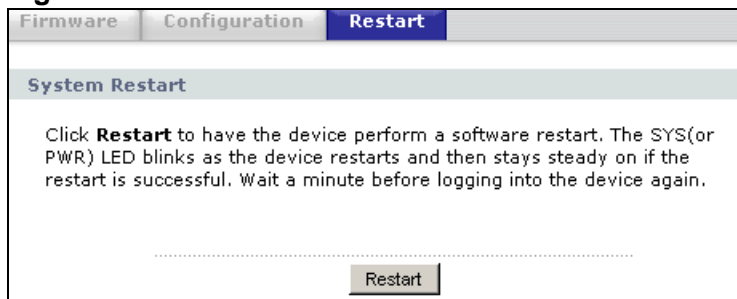 Firmware Configuration Restart
System Restart
Click Restart to have the device perform a software restart. The SYS(or
PWR) LED blinks as the device restarts and then stays steady on if the
restart is successful. Wait a minute before logging into the device again.
Restart